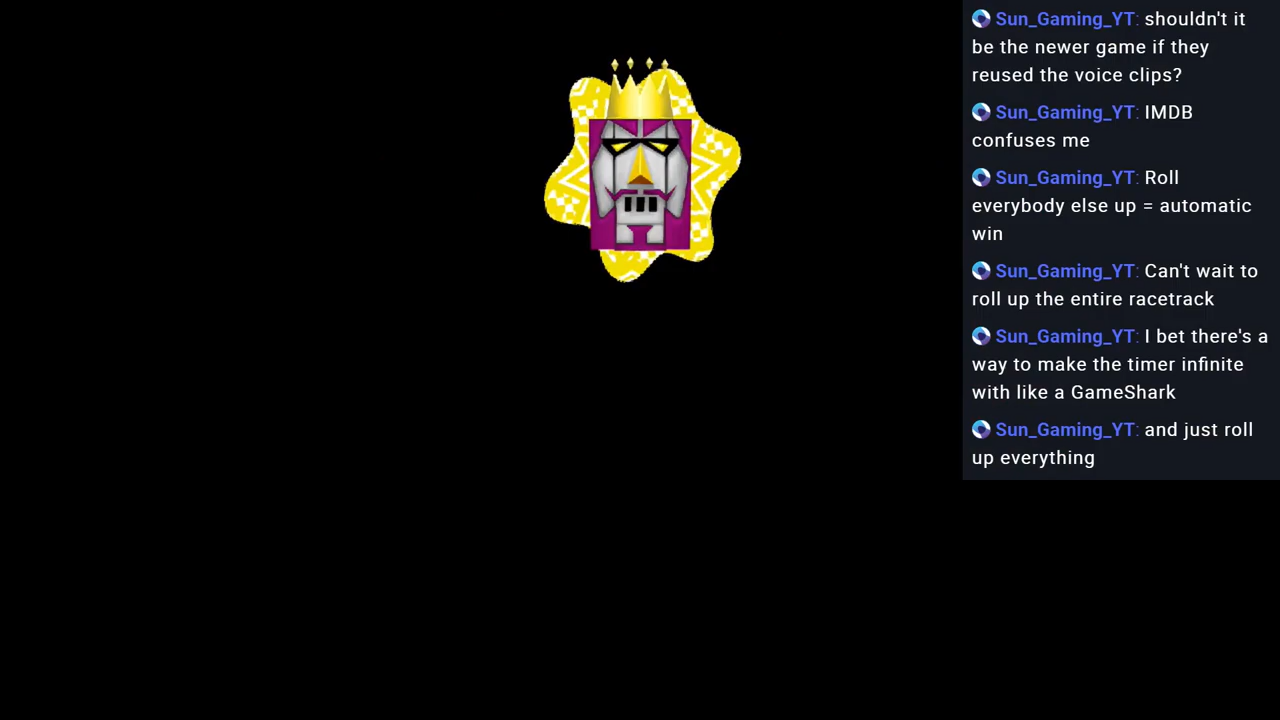 Sun_Gaming_YT: shouldn't it
be the newer game if they
reused the voice clips?
Sun_Gaming_YT: IMDB
confuses me
Sun_Gaming_YT: Roll
everybody else up = automatic
win
Sun_Gaming_YT: Can't wait to
roll up the entire racetrack
Sun_Gaming_YT: I bet there's a
way to make the timer infinite
with like a GameShark
Sun_Gaming_YT: and just roll
up everything